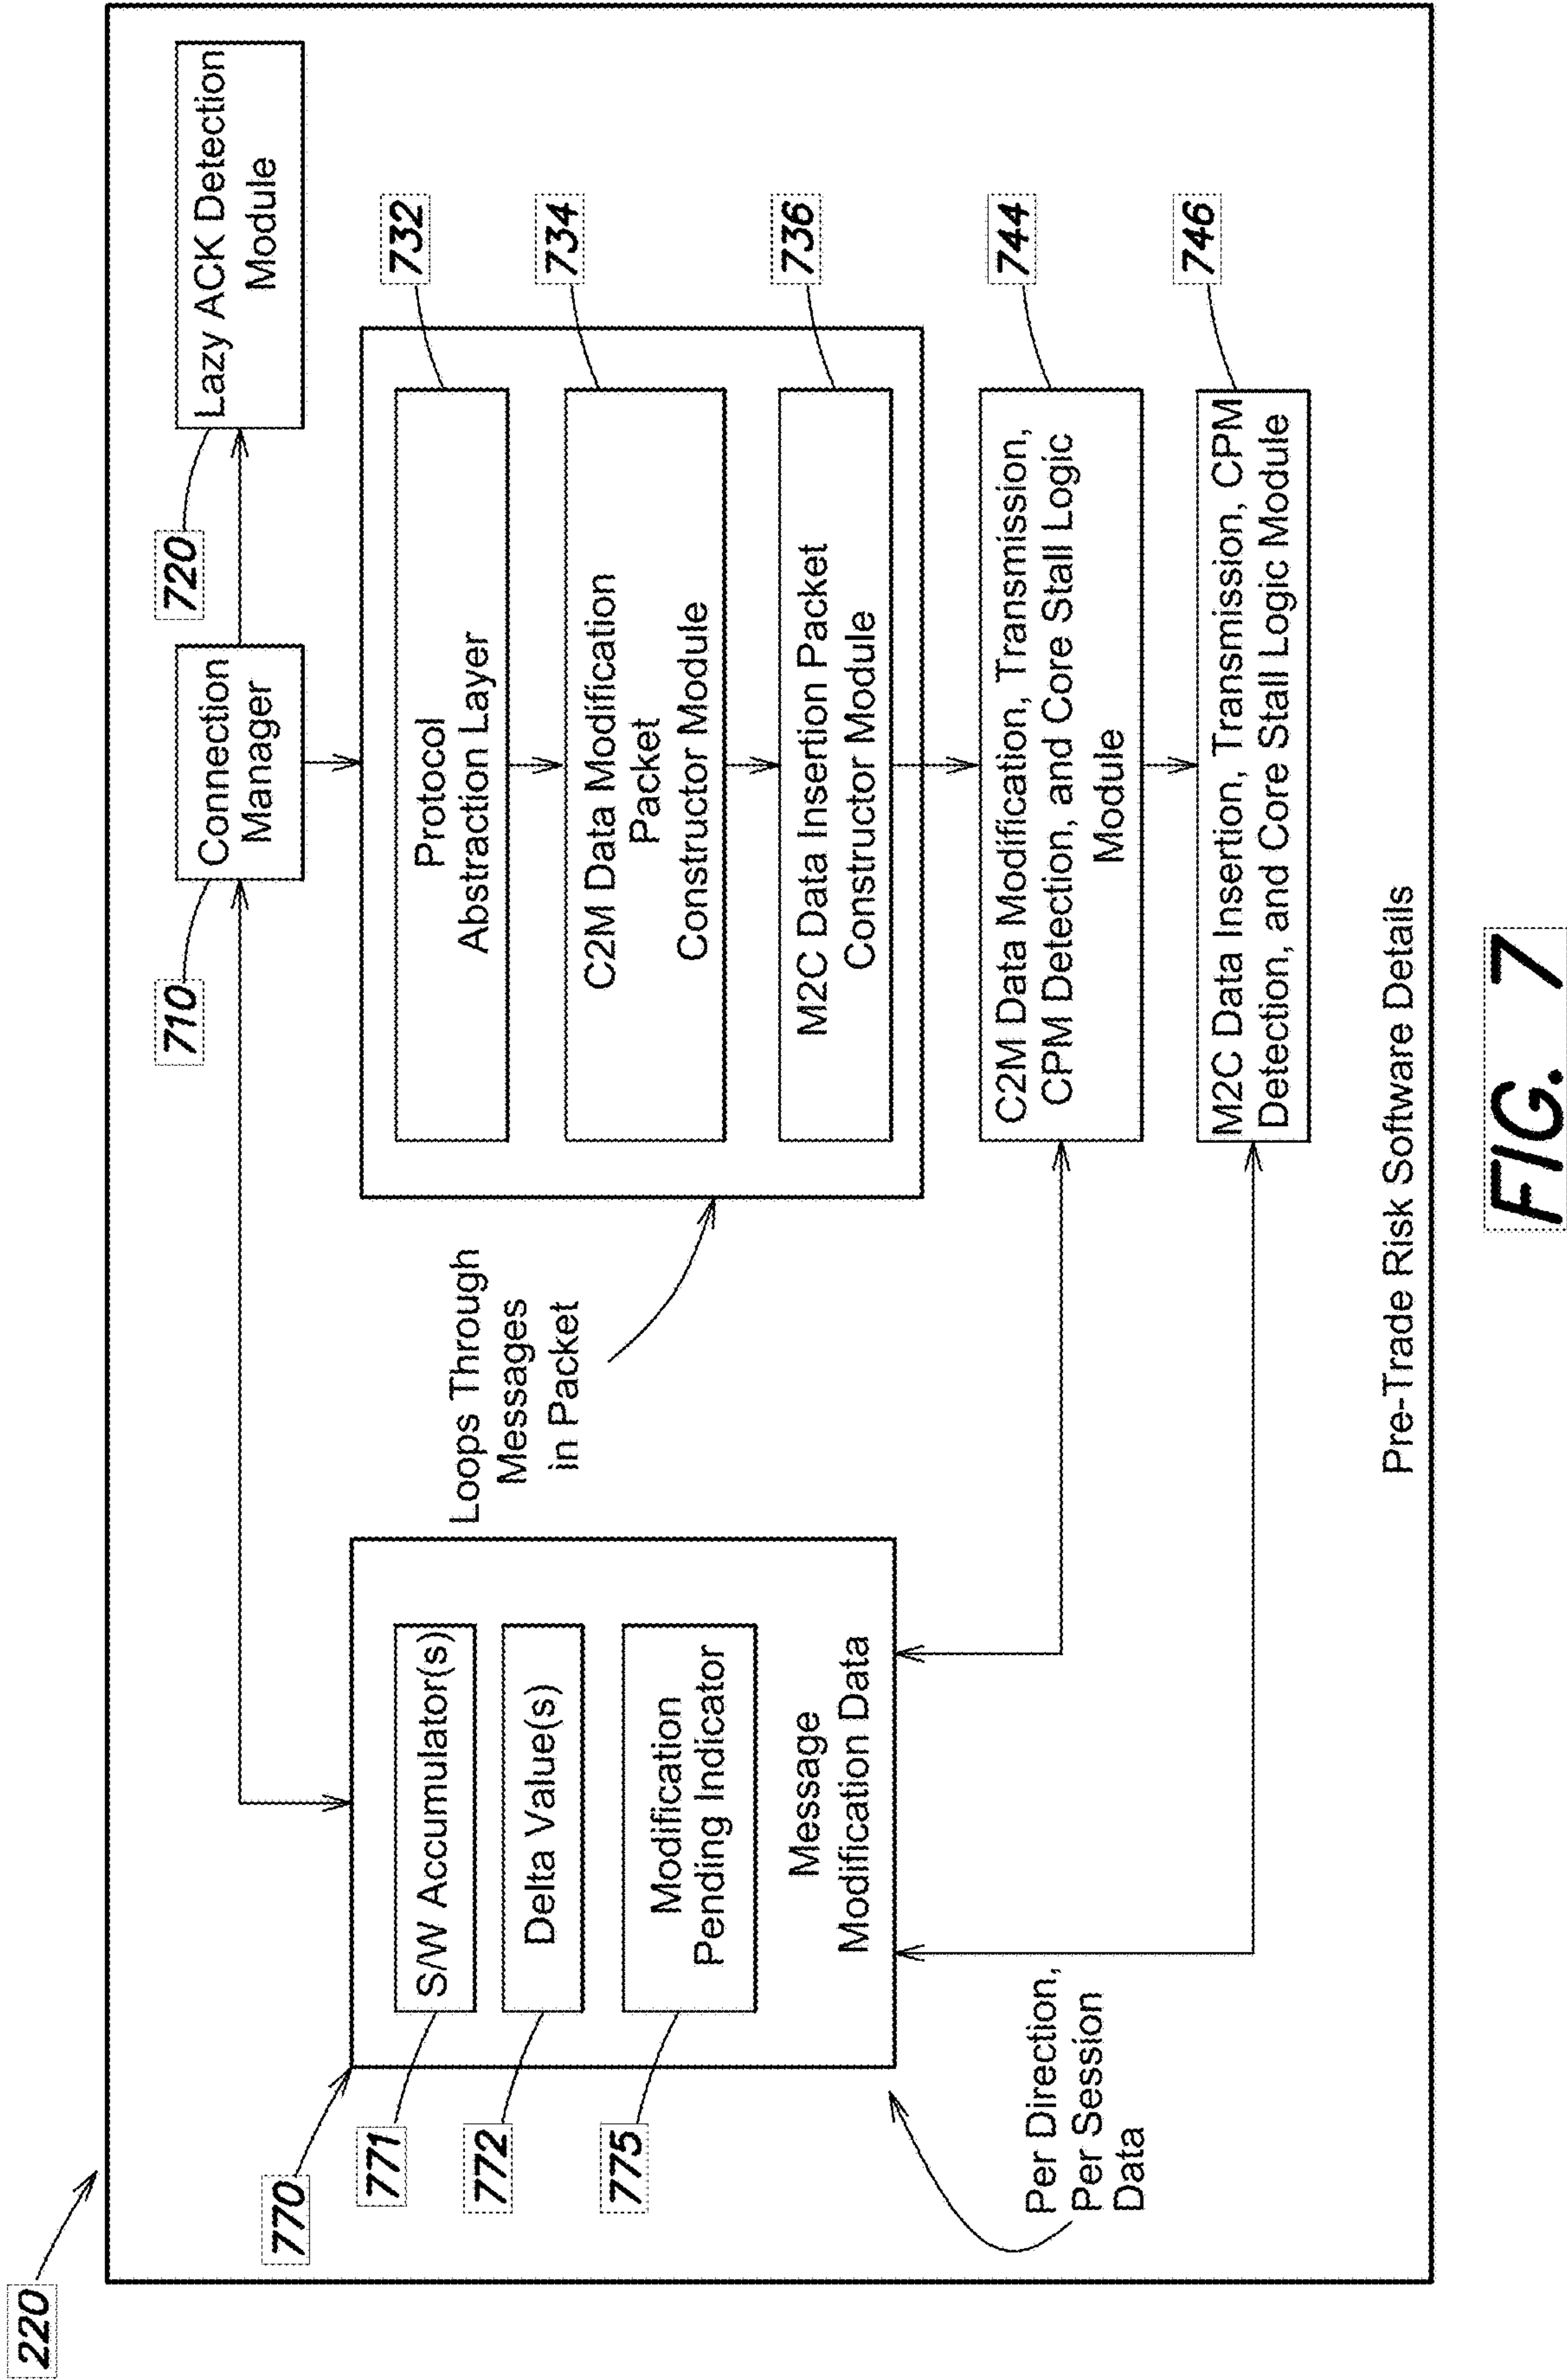 220
770
771
S/W Accumulator(s)
772
Delta Value(s)
775
Modification
Pending Indicator
Message
Modification Data
Per Direction,
Per Session
Data
Loops Through
Messages
in Packet
710
Connection
Manager
720
Lazy ACK Detection
Module
Protocol
Abstraction Layer
732
C2M Data Modification
Packet
Constructor Module
734
M2C Data Insertion Packet
Constructor Module
736
C2M Data Modification, Transmission,
CPM Detection, and Core Stall Logic
Module
744
M2C Data Insertion, Transmission, CPM
Detection, and Core Stall Logic Module
746
Pre-Trade Risk Software Details
FIG. 7